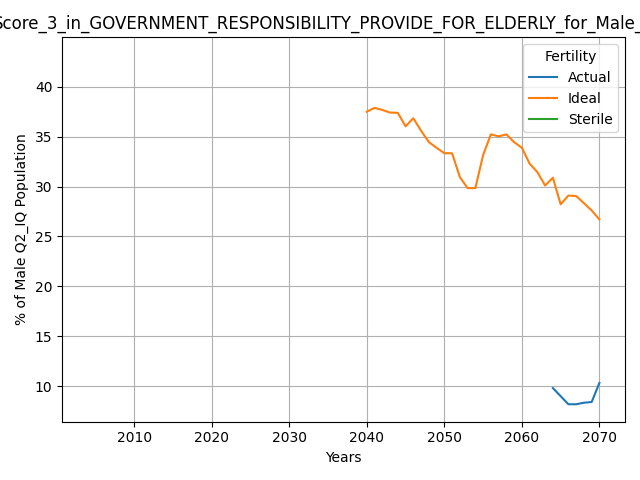 Score_3_in_GOVERNMENT_RESPONSIBILITY_PROVIDE_FOR_ELDERLY_for_Male_
Fertility
Actual
Ideal
Sterile
% of Male Q2_IQ Population
40
35
30
25
20
15
10
2010
2020
2030
2040
2050
2060
2070
Years